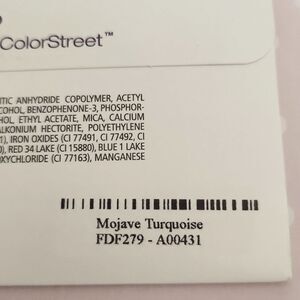 ColorStreet™
TIC ANHYDRIDE COPOLYMER, ACETYL
COHOL, BENZOPHENONE-3, PHOSPHOR-
HOL, ETHYL ACETATE, MICA, CALCIUM
ALKONIUM HECTORITE, POLYETHYLENE
1), IRON OXIDES (CI 77491, CI 77492, CI
0), RED 34 LAKE (CI 15880), BLUE 1 LAKE
OXYCHLORIDE (CI 77163), MANGANESE
Mojave Turquoise
FDF279 - A00431